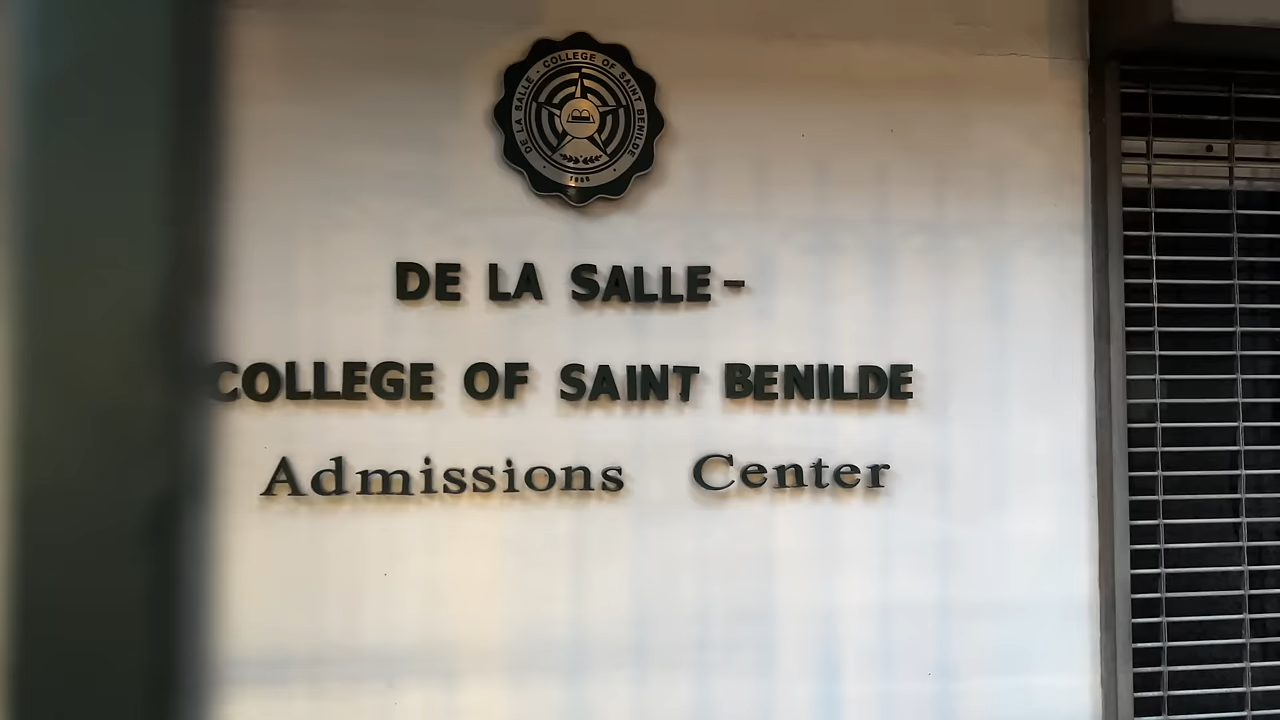 DE LA SALLE - COLLEGE OF SAINT BENILDE
DE LA SALLE-
COLLEGE OF SAINT BENILDE
Admissions Center